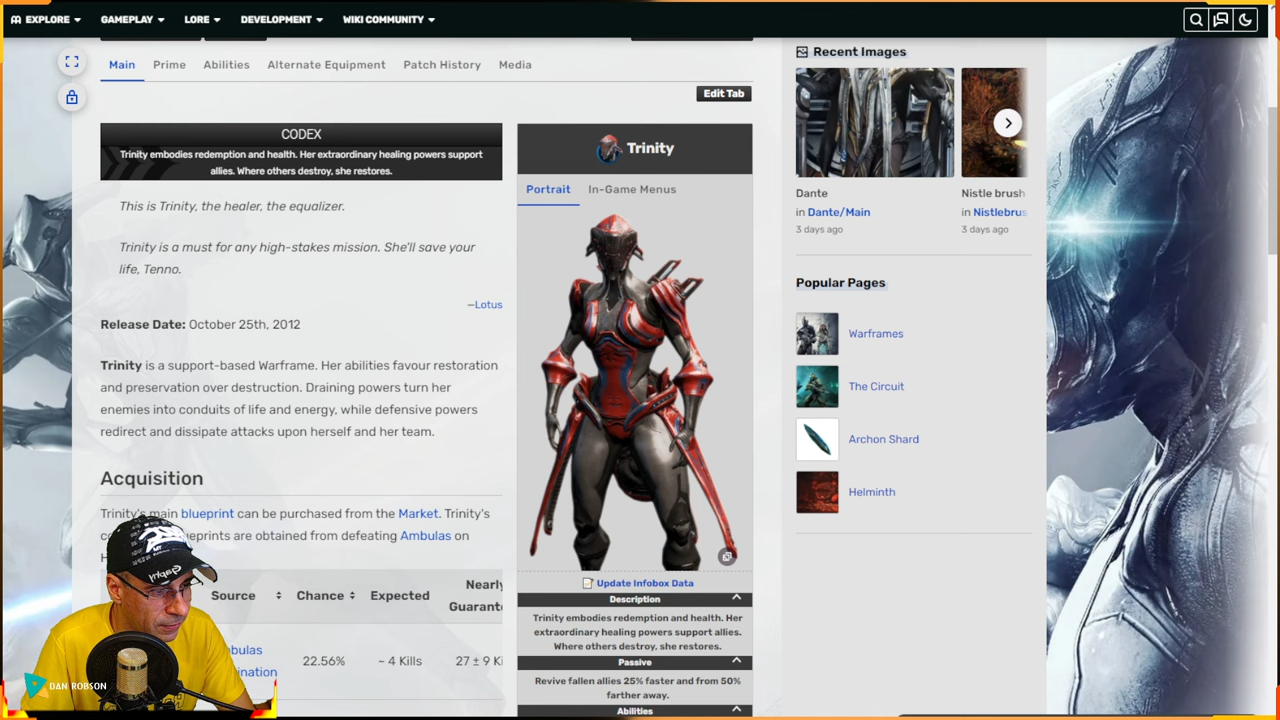 EXPLORE GAMEPLAY LORE DEVELOPMENT WIKI COMMUNITY
Main Prime Abilities Alternate Equipment Patch History Media
Edit Tab
CODEX
Trinity embodies redemption and health. Her extraordinary healing powers support
allies. Where others destroy, she restores.
This is Trinity, the healer, the equalizer.
Trinity is a must for any high-stakes mission. She'll save your
life, Tenno.
—Lotus
Release Date: October 25th, 2012
Trinity is a support-based Warframe. Her abilities favour restoration
and preservation over destruction. Draining powers turn her
enemies into conduits of life and energy, while defensive powers
redirect and dissipate attacks upon herself and her team.
Acquisition
Trinity's main blueprint can be purchased from the Market. Trinity's
are obtained from defeating Ambulas on
Source Chance Expected Nearly
22.56% ~ 4 Kills 27 ± 9 Ki
DAN ROBSON
Trinity
Portrait In-Game Menus
Update Infobox Data
Description
Trinity embodies redemption and health. Her
extraordinary healing powers support allies.
Where others destroy, she restores.
Passive
Revive fallen allies 25% faster and from 50%
farther away.
Abilities
Recent Images
Dante
in Dante/Main
3 days ago
Nistle brush
in Nistlebrus
3 days ago
Popular Pages
Warframes
The Circuit
Archon Shard
Helminth